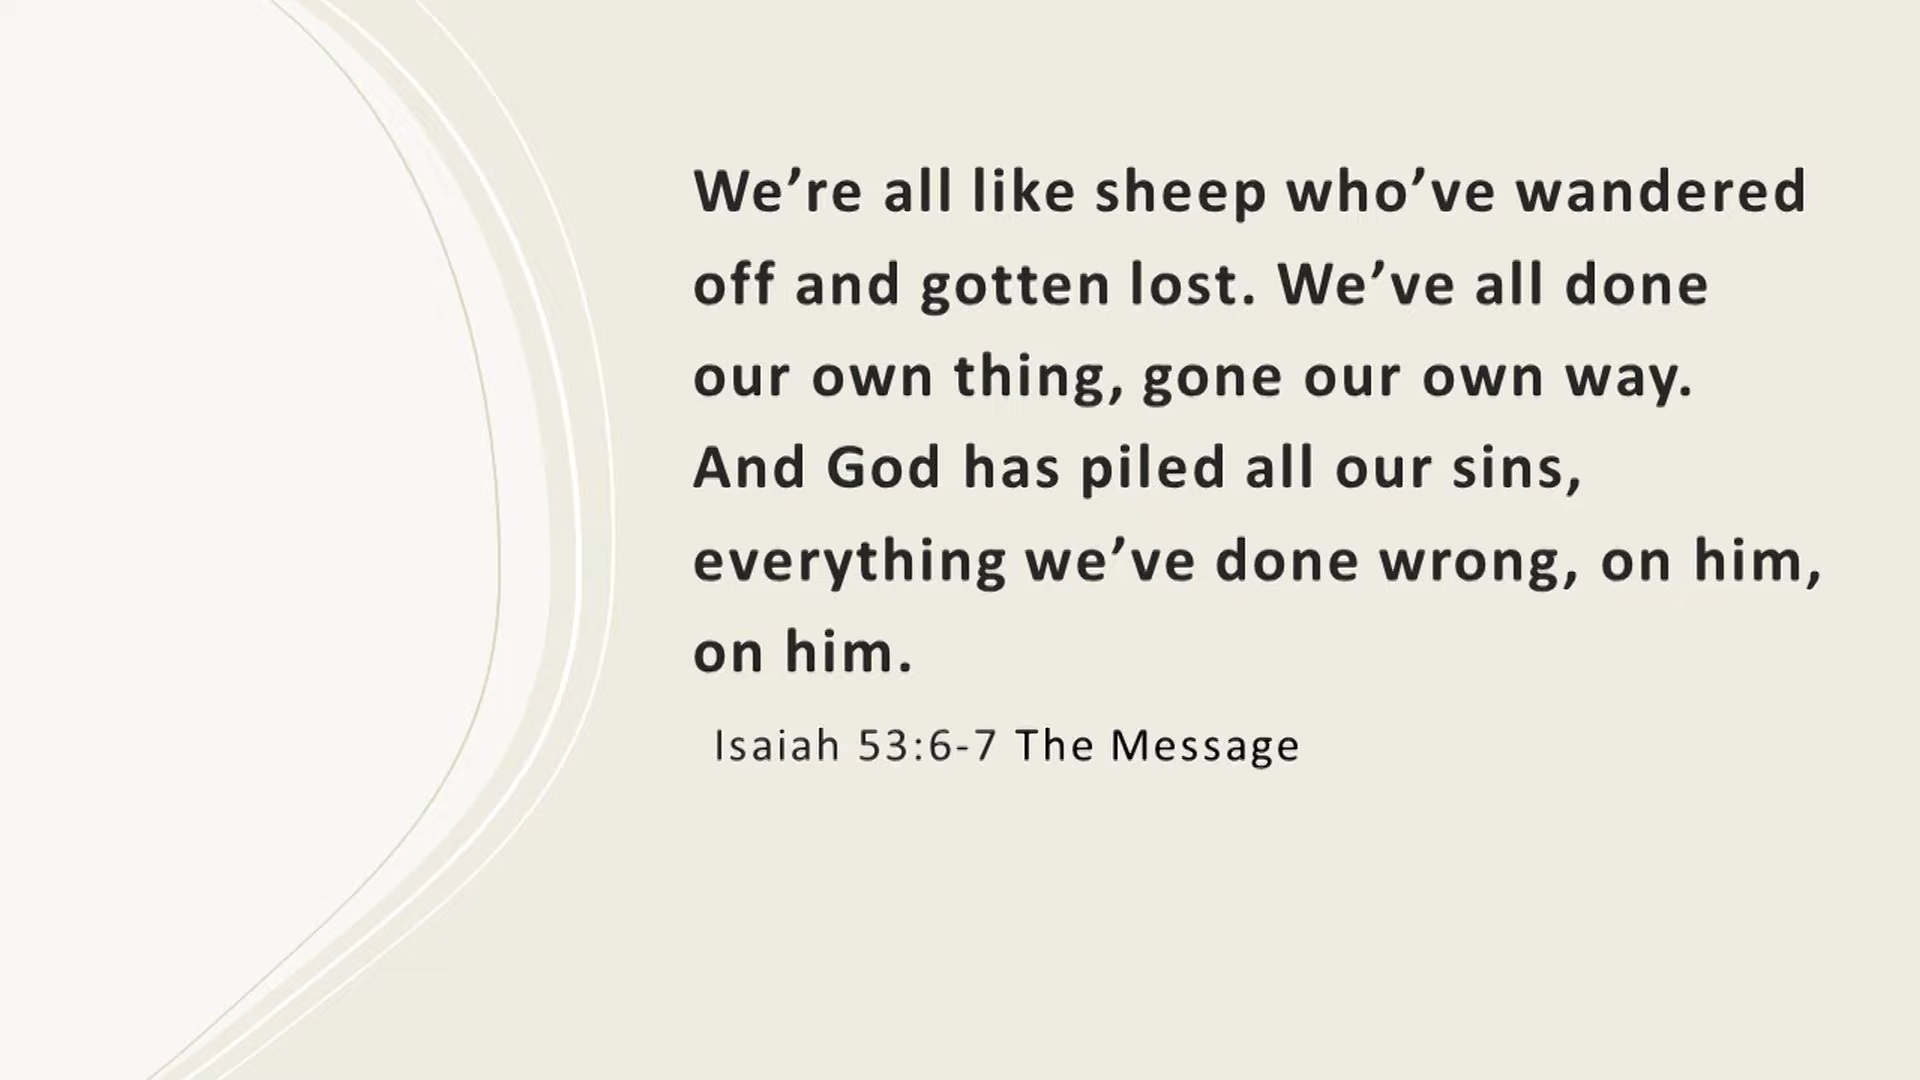 We’re all like sheep who’ve wandered
off and gotten lost. We’ve all done
our own thing, gone our own way.
And God has piled all our sins,
everything we’ve done wrong, on him,
on him.
Isaiah 53:6-7 The Message